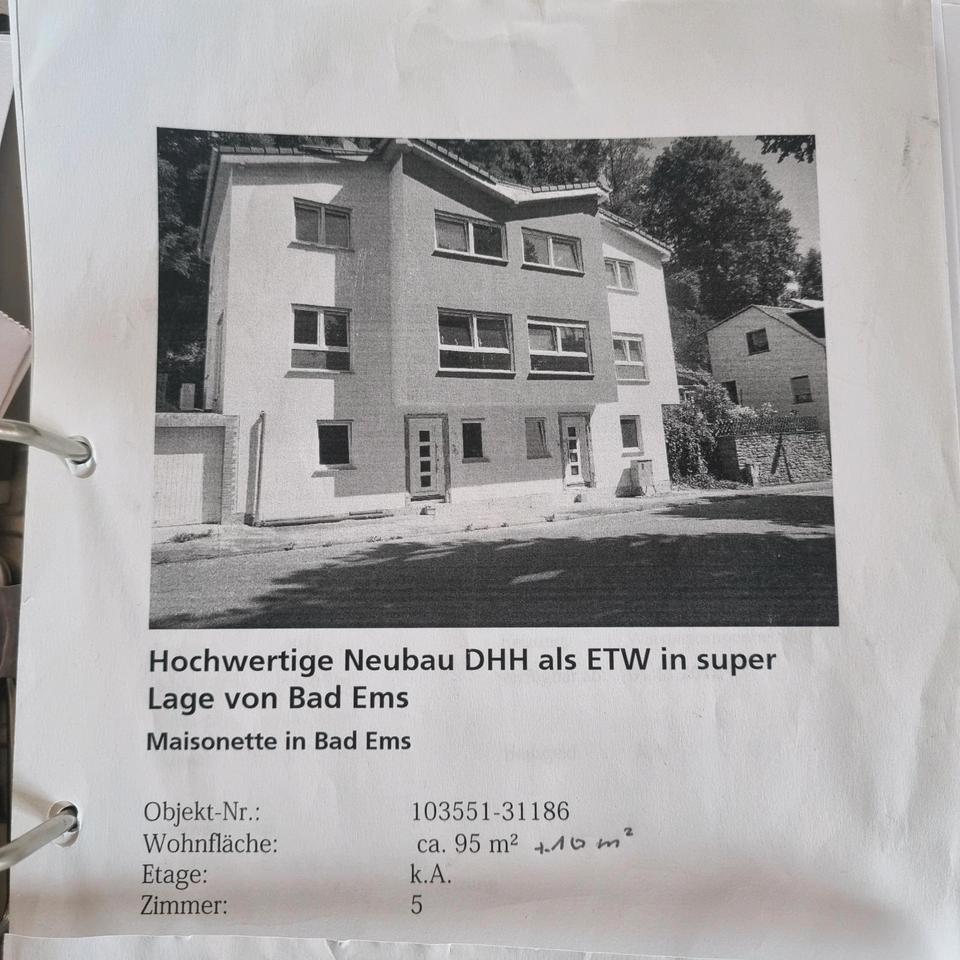 Hochwertige Neubau DHH als ETW in super
Lage von Bad Ems
Maisonette in Bad Ems
Objekt-Nr.: 103551-31186
Wohnfläche: ca. 95 m² +10 m²
Etage: k.A.
Zimmer: 5